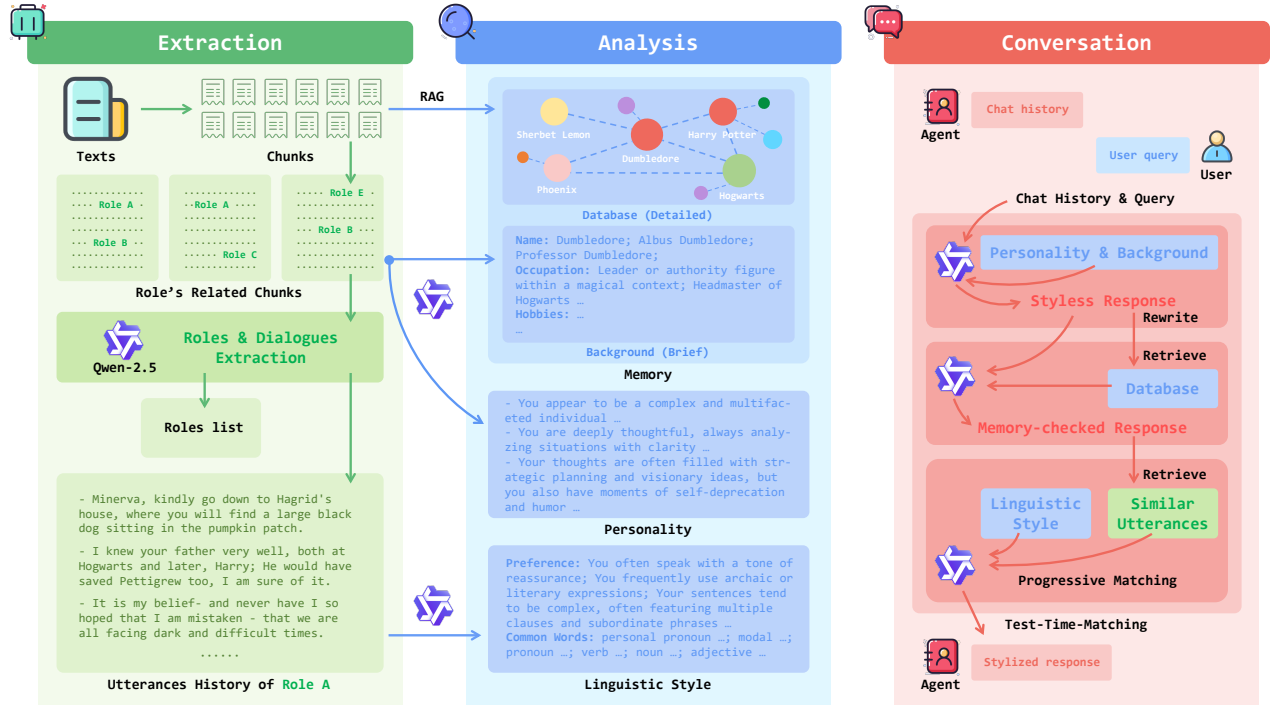 Extraction
Texts
Chunks
Role A
Role B
Role A
Role C
Role E
Role B
Role's Related Chunks
Qwen-2.5
Roles & Dialogues
Extraction
Roles list
- Minerva, kindly go down to Hagrid's
house, where you will find a large black
dog sitting in the pumpkin patch.
- I knew your father very well, both at
Hogwarts and later, Harry; He would have
saved Pettigrew too, I am sure of it.
- It is my belief- and never have I so
hoped that I am mistaken - that we are
all facing dark and difficult times.
......
Utterances History of Role A
RAG
Analysis
Sherbet Lemon
Harry Potter
Dumbledore
Phoenix
Hogwarts
Database (Detailed)
Name: Dumbledore; Albus Dumbledore;
Professor Dumbledore;
Occupation: Leader or authority figure
within a magical context; Headmaster of
Hogwarts …
Hobbies: …
…
Background (Brief)
Memory
- You appear to be a complex and multifac-
eted individual …
- You are deeply thoughtful, always analy-
zing situations with clarity …
- Your thoughts are often filled with str-
ategic planning and visionary ideas, but
you also have moments of self-deprecation
and humor …
Personality
Preference: You often speak with a tone of
reassurance; You frequently use archaic or
literary expressions; Your sentences tend
to be complex, often featuring multiple
clauses and subordinate phrases …
Common Words: personal pronoun …; modal …;
pronoun …; verb …; noun …; adjective …
Linguistic Style
Conversation
Agent
Chat history
User query
User
Chat History & Query
Personality & Background
Styless Response
Rewrite
Retrieve
Database
Memory-checked Response
Retrieve
Linguistic
Style
Similar
Utterances
Progressive Matching
Test-Time-Matching
Agent
Stylized response